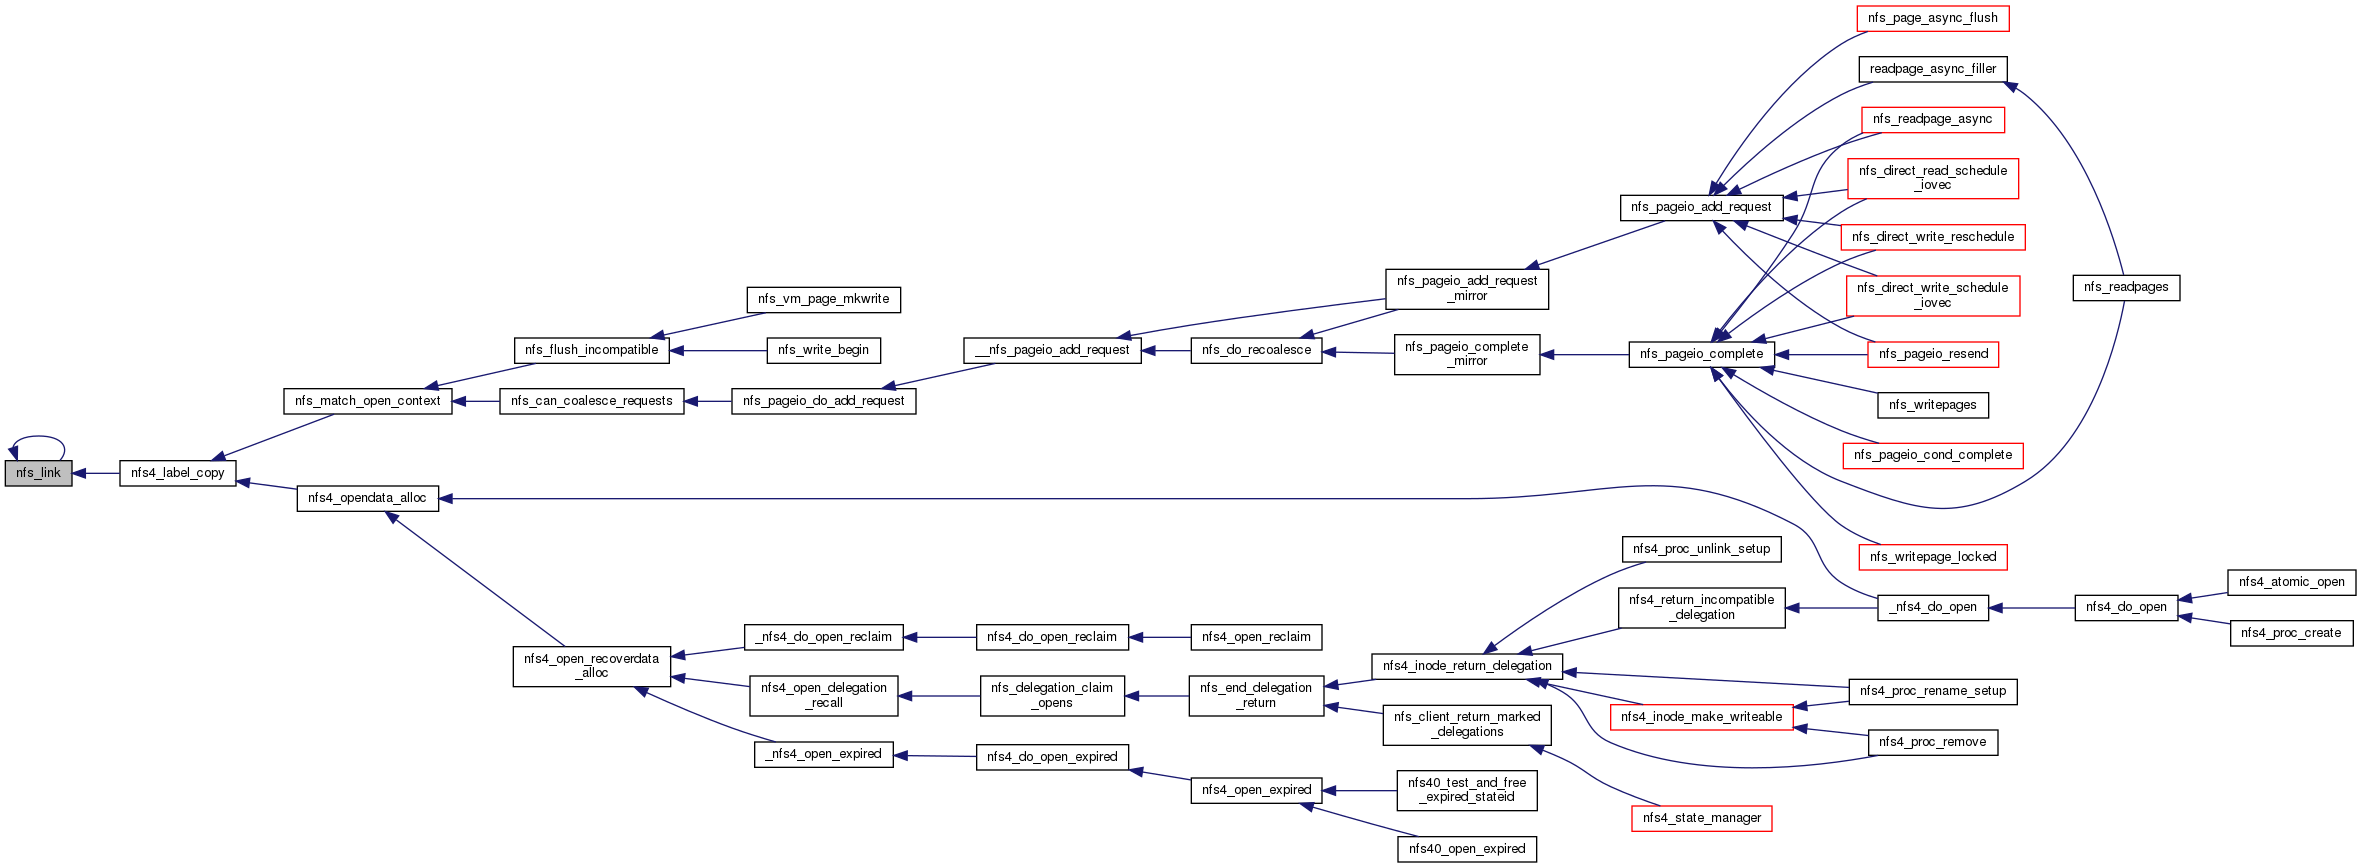 nfs_page_async_flush
readpage_async_filler
nfs_readpage_async
nfs_direct_read_schedule
_iovec
nfs_pageio_add_request
nfs_direct_write_reschedule
nfs_pageio_add_request
_mirror
nfs_direct_write_schedule
_iovec
nfs_readpages
nfs_vm_page_mkwrite
nfs_flush_incompatible
nfs_write_begin
__nfs_pageio_add_request
nfs_do_recoalesce
nfs_pageio_complete
_mirror
nfs_pageio_complete
nfs_pageio_resend
nfs_match_open_context
nfs_can_coalesce_requests
nfs_pageio_do_add_request
nfs_writepages
nfs_pageio_cond_complete
nfs_link
nfs4_label_copy
nfs4_opendata_alloc
nfs4_proc_unlink_setup
nfs_writepage_locked
nfs4_atomic_open
nfs4_return_incompatible
_delegation
_nfs4_do_open
nfs4_do_open
nfs4_proc_create
_nfs4_do_open_reclaim
nfs4_do_open_reclaim
nfs4_open_reclaim
nfs4_open_recoverdata
_alloc
nfs4_inode_return_delegation
nfs4_open_delegation
_recall
nfs_delegation_claim
_opens
nfs_end_delegation
_return
nfs4_proc_rename_setup
nfs_client_return_marked
_delegations
nfs4_inode_make_writeable
nfs4_proc_remove
_nfs4_open_expired
nfs4_do_open_expired
nfs4_open_expired
nfs40_test_and_free
_expired_stateid
nfs4_state_manager
nfs40_open_expired